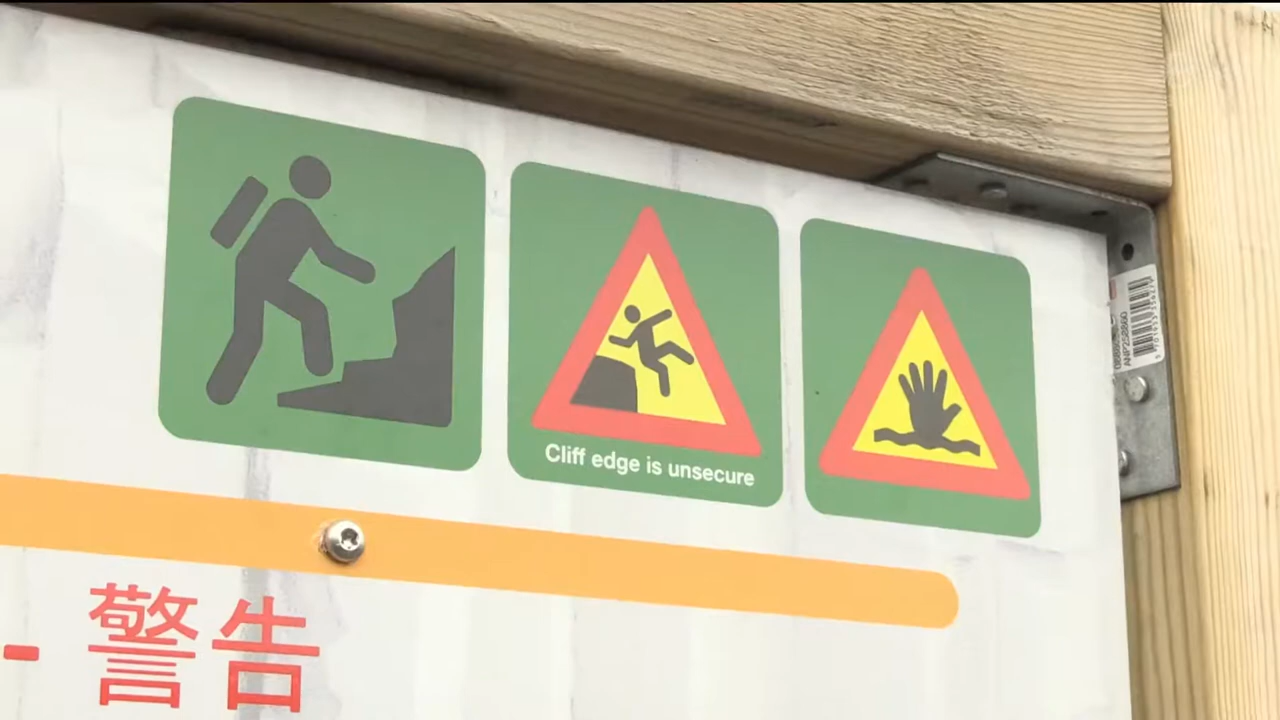 Cliff edge is unsecure
- 警告